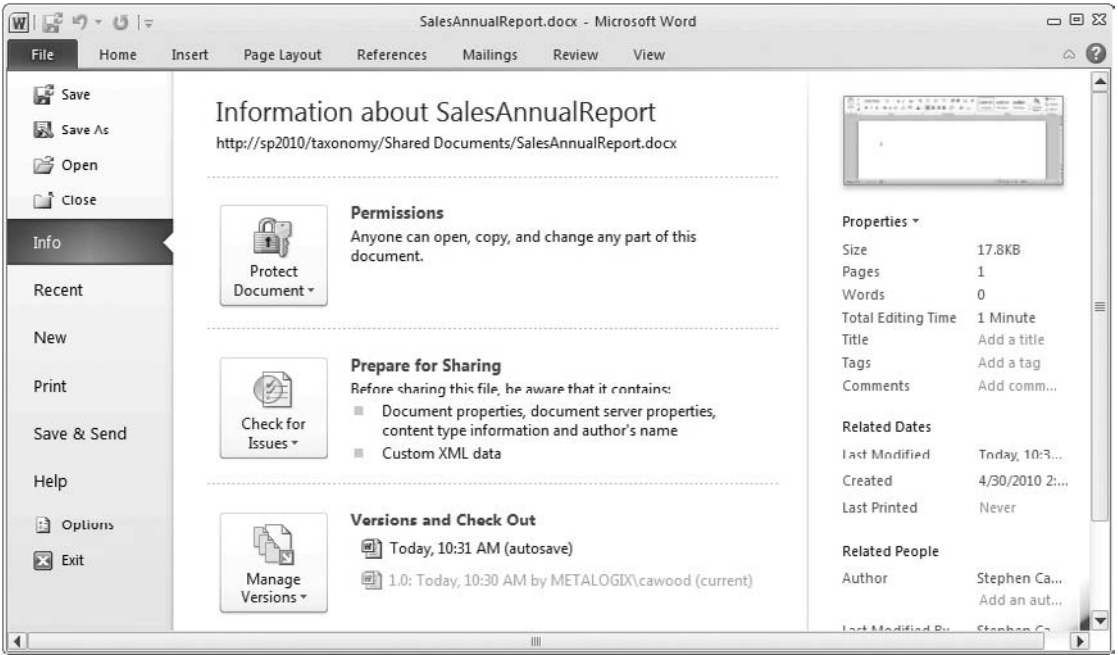 SalesAnnualReport.docx - Microsoft Word
File Home Insert Page Layout References Mailings Review View
Save
Save As
Open
Close
Info
Recent
New
Print
Save & Send
Help
Options
Exit
Information about SalesAnnualReport
http://sp2010/taxonomy/Shared Documents/SalesAnnualReport.docx
Protect
Document
Permissions
Anyone can open, copy, and change any part of this
document.
Check for
Issues
Prepare for Sharing
Before sharing this file, be aware that it contains:
Document properties, document server properties,
content type information and author's name
Custom XML data
Manage
Versions
Versions and Check Out
Today, 10:31 AM (autosave)
1.0: Today, 10:30 AM by METALOGIX\cawood (current)
Properties
Size 17.8KB
Pages 1
Words 0
Total Editing Time 1 Minute
Title Add a title
Tags Add a tag
Comments Add comm...
Related Dates
Last Modified Today, 10:3...
Created 4/30/2010 2:...
Last Printed Never
Related People
Author Stephen Ca...
Add an aut...
Last Modified By Stephen Ca...